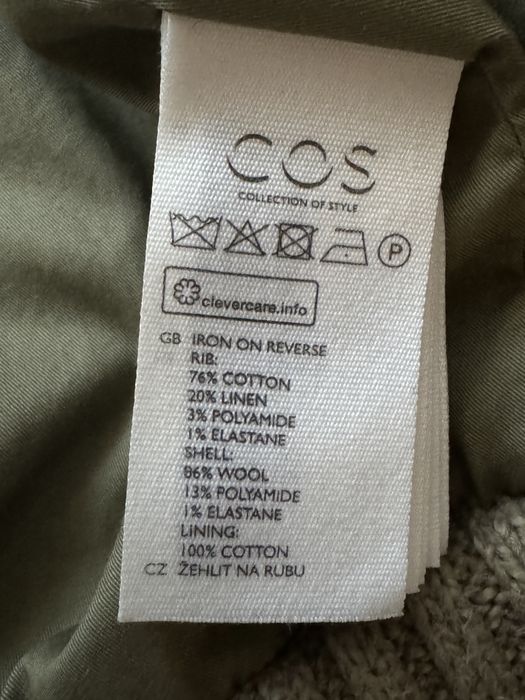 COS
COLLECTION OF STYLE
P
clevercare.info
GB IRON ON REVERSE
RIB:
76% COTTON
20% LINEN
3% POLYAMIDE
1% ELASTANE
SHELL:
86% WOOL
13% POLYAMIDE
1% ELASTANE
LINING:
100% COTTON
CZ ŽEHLIT NA RUBU